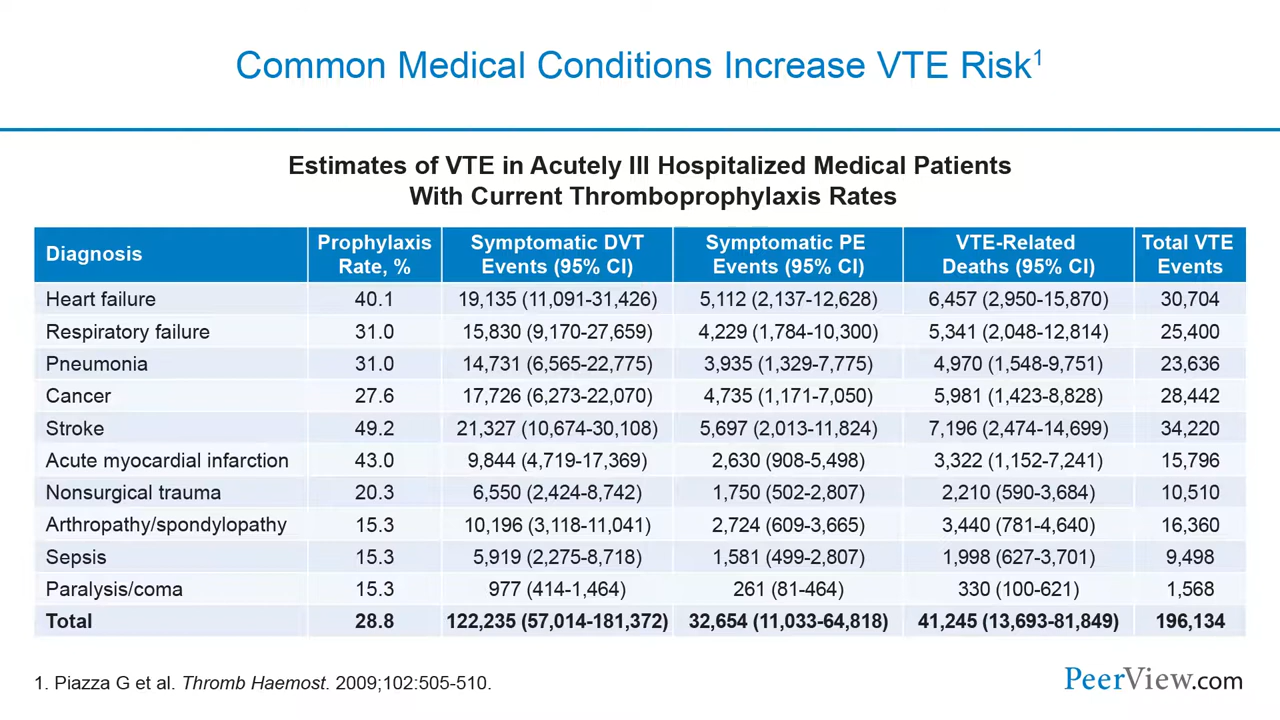 Common Medical Conditions Increase VTE Risk1
Estimates of VTE in Acutely Ill Hospitalized Medical Patients
With Current Thromboprophylaxis Rates
Diagnosis
Prophylaxis
Rate, %
Symptomatic DVT
Events (95% CI)
Symptomatic PE
Events (95% CI)
VTE-Related
Deaths (95% CI)
Total VTE
Events
Heart failure 40.1 19,135 (11,091-31,426) 5,112 (2,137-12,628) 6,457 (2,950-15,870) 30,704
Respiratory failure 31.0 15,830 (9,170-27,659) 4,229 (1,784-10,300) 5,341 (2,048-12,814) 25,400
Pneumonia 31.0 14,731 (6,565-22,775) 3,935 (1,329-7,775) 4,970 (1,548-9,751) 23,636
Cancer 27.6 17,726 (6,273-22,070) 4,735 (1,171-7,050) 5,981 (1,423-8,828) 28,442
Stroke 49.2 21,327 (10,674-30,108) 5,697 (2,013-11,824) 7,196 (2,474-14,699) 34,220
Acute myocardial infarction 43.0 9,844 (4,719-17,369) 2,630 (908-5,498) 3,322 (1,152-7,241) 15,796
Nonsurgical trauma 20.3 6,550 (2,424-8,742) 1,750 (502-2,807) 2,210 (590-3,684) 10,510
Arthropathy/spondylopathy 15.3 10,196 (3,118-11,041) 2,724 (609-3,665) 3,440 (781-4,640) 16,360
Sepsis 15.3 5,919 (2,275-8,718) 1,581 (499-2,807) 1,998 (627-3,701) 9,498
Paralysis/coma 15.3 977 (414-1,464) 261 (81-464) 330 (100-621) 1,568
Total 28.8 122,235 (57,014-181,372) 32,654 (11,033-64,818) 41,245 (13,693-81,849) 196,134
1. Piazza G et al. Thromb Haemost. 2009;102:505-510.
PeerView.com